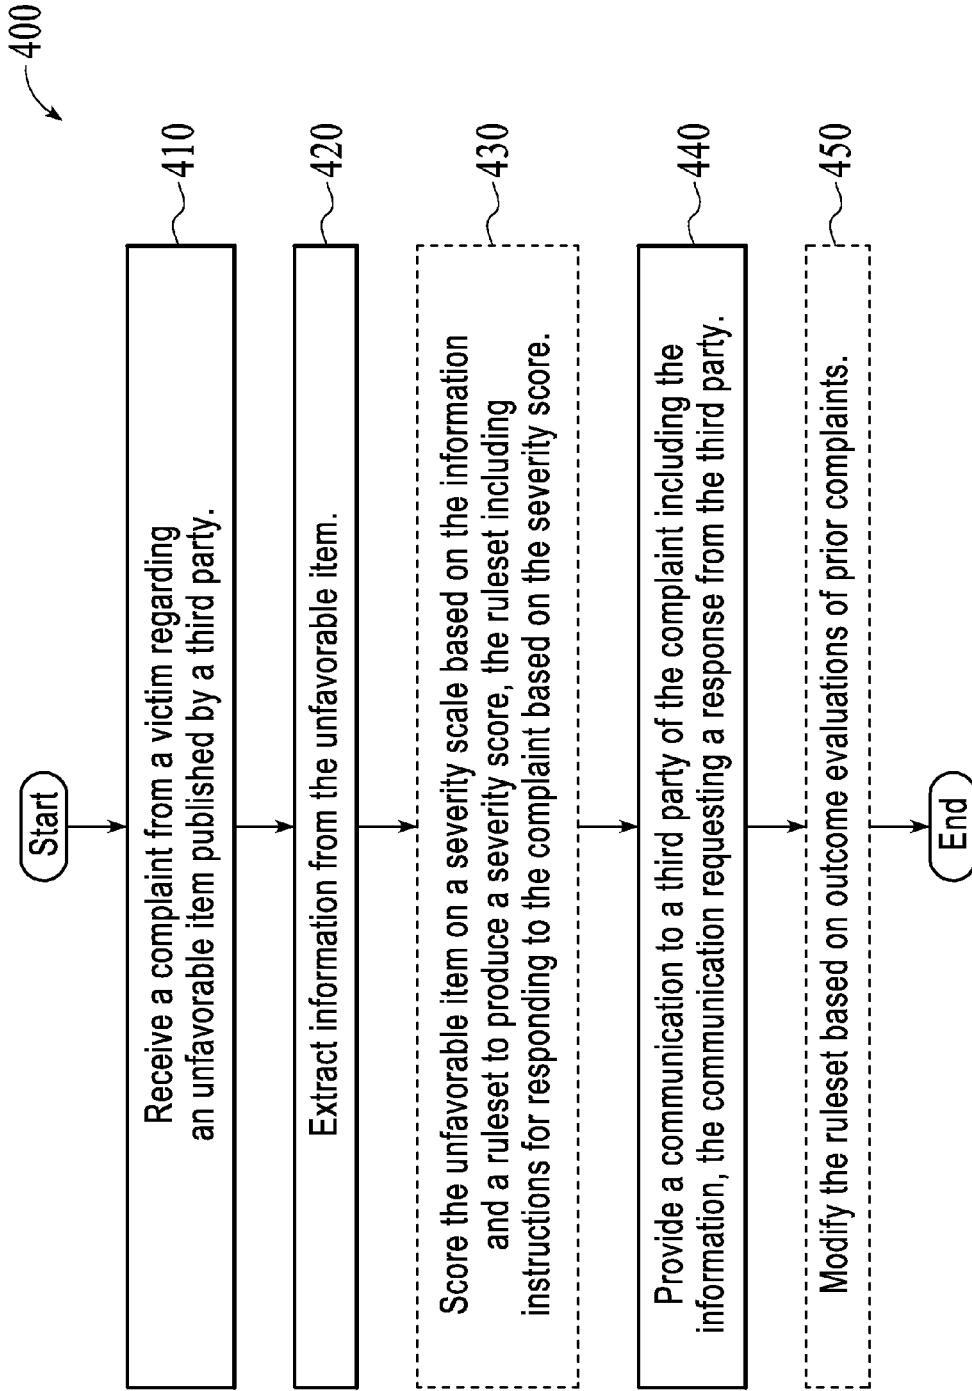 400
Start
Receive a complaint from a victim regarding
an unfavorable item published by a third party.
410
Extract information from the unfavorable item.
420
Score the unfavorable item on a severity scale based on the information
and a ruleset to produce a severity score, the ruleset including
instructions for responding to the complaint based on the severity score.
430
Provide a communication to a third party of the complaint including the
information, the communication requesting a response from the third party.
440
Modify the ruleset based on outcome evaluations of prior complaints.
450
End